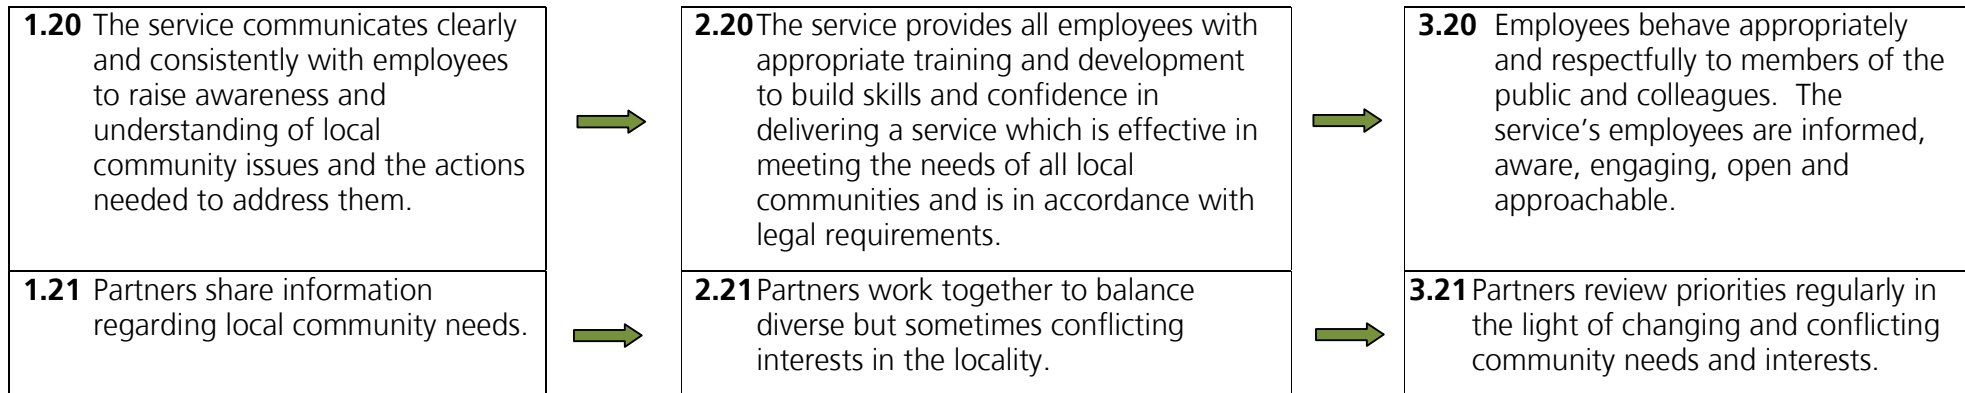 1.20 The service communicates clearly
and consistently with employees
to raise awareness and
understanding of local
community issues and the actions
needed to address them.
2.20 The service provides all employees with
appropriate training and development
to build skills and confidence in
delivering a service which is effective in
meeting the needs of all local
communities and is in accordance with
legal requirements.
3.20 Employees behave appropriately
and respectfully to members of the
public and colleagues. The
service's employees are informed,
aware, engaging, open and
approachable.
1.21 Partners share information
regarding local community needs.
2.21 Partners work together to balance
diverse but sometimes conflicting
interests in the locality.
3.21 Partners review priorities regularly in
the light of changing and conflicting
community needs and interests.